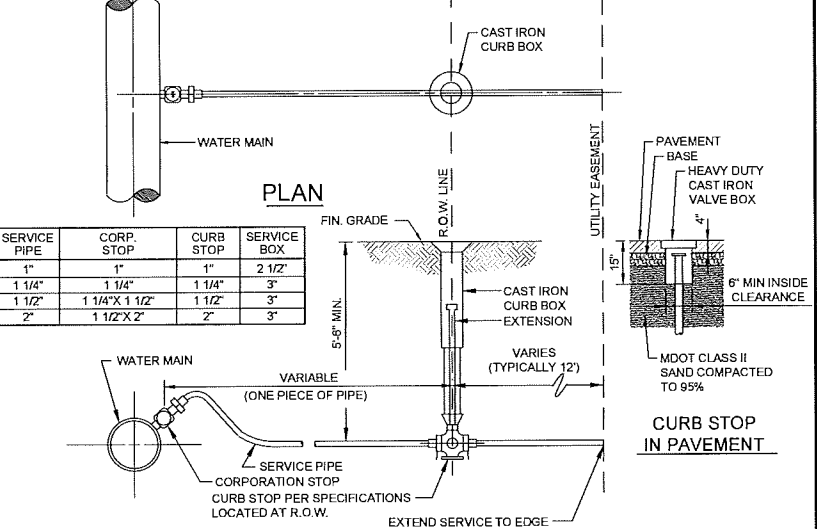 CAST IRON
CURB BOX
WATER MAIN
PLAN
R.O.W. LINE
UTILITY EASEMENT
PAVEMENT
BASE
HEAVY DUTY
CAST IRON
VALVE BOX
4"
15"
6" MIN INSIDE
CLEARANCE
MDOT CLASS II
SAND COMPACTED
TO 95%
CURB STOP
IN PAVEMENT
SERVICE PIPE CORP. STOP CURB STOP SERVICE BOX
1" 1" 1" 2 1/2"
1 1/4" 1 1/4" 1 1/4" 3"
1 1/2" 1 1/4"X 1 1/2" 1 1/2" 3"
2" 1 1/2"X 2" 2" 3"
FIN. GRADE
5'-6" MIN.
CAST IRON
CURB BOX
EXTENSION
VARIES
(TYPICALLY 12')
WATER MAIN
VARIABLE
(ONE PIECE OF PIPE)
SERVICE PIPE
CORPORATION STOP
CURB STOP PER SPECIFICATIONS
LOCATED AT R.O.W.
EXTEND SERVICE TO EDGE